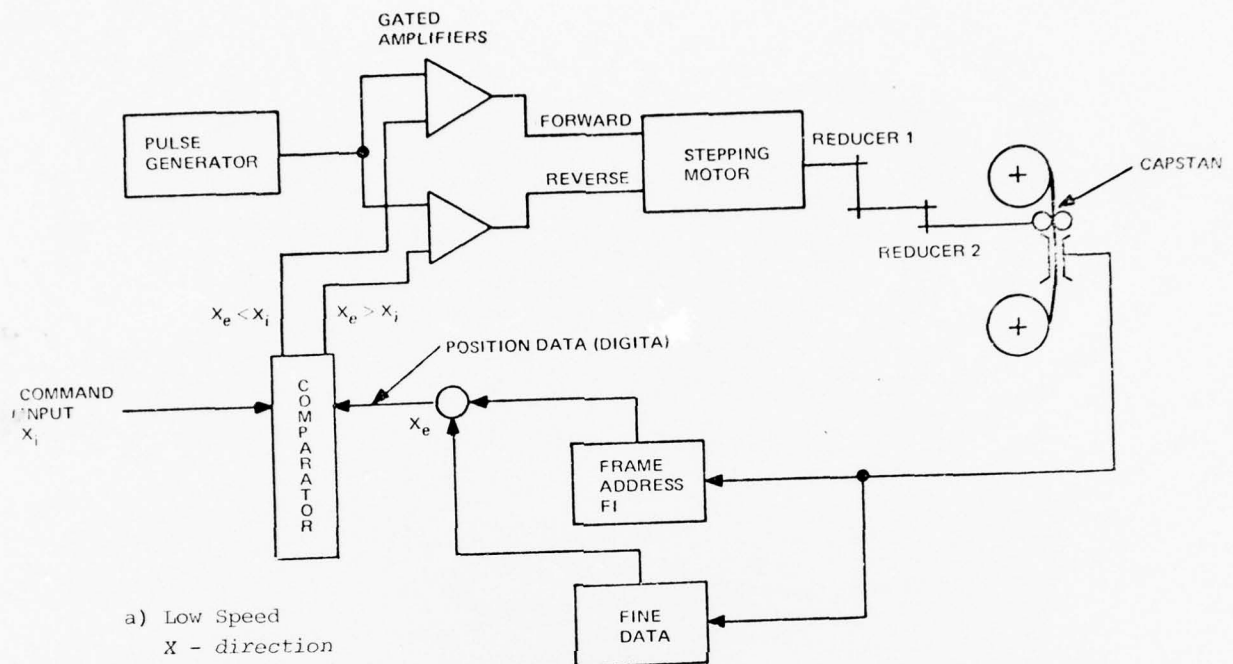 GATED
AMPLIFIERS
PULSE
GENERATOR
FORWARD
REVERSE
STEPPING
MOTOR
REDUCER 1
REDUCER 2
CAPSTAN
Xe < Xi
Xe > Xi
POSITION DATA (DIGITA)
COMMAND
INPUT
Xi
COMPARATOR
Xe
FRAME
ADDRESS
FI
FINE
DATA
a) Low Speed
X - direction